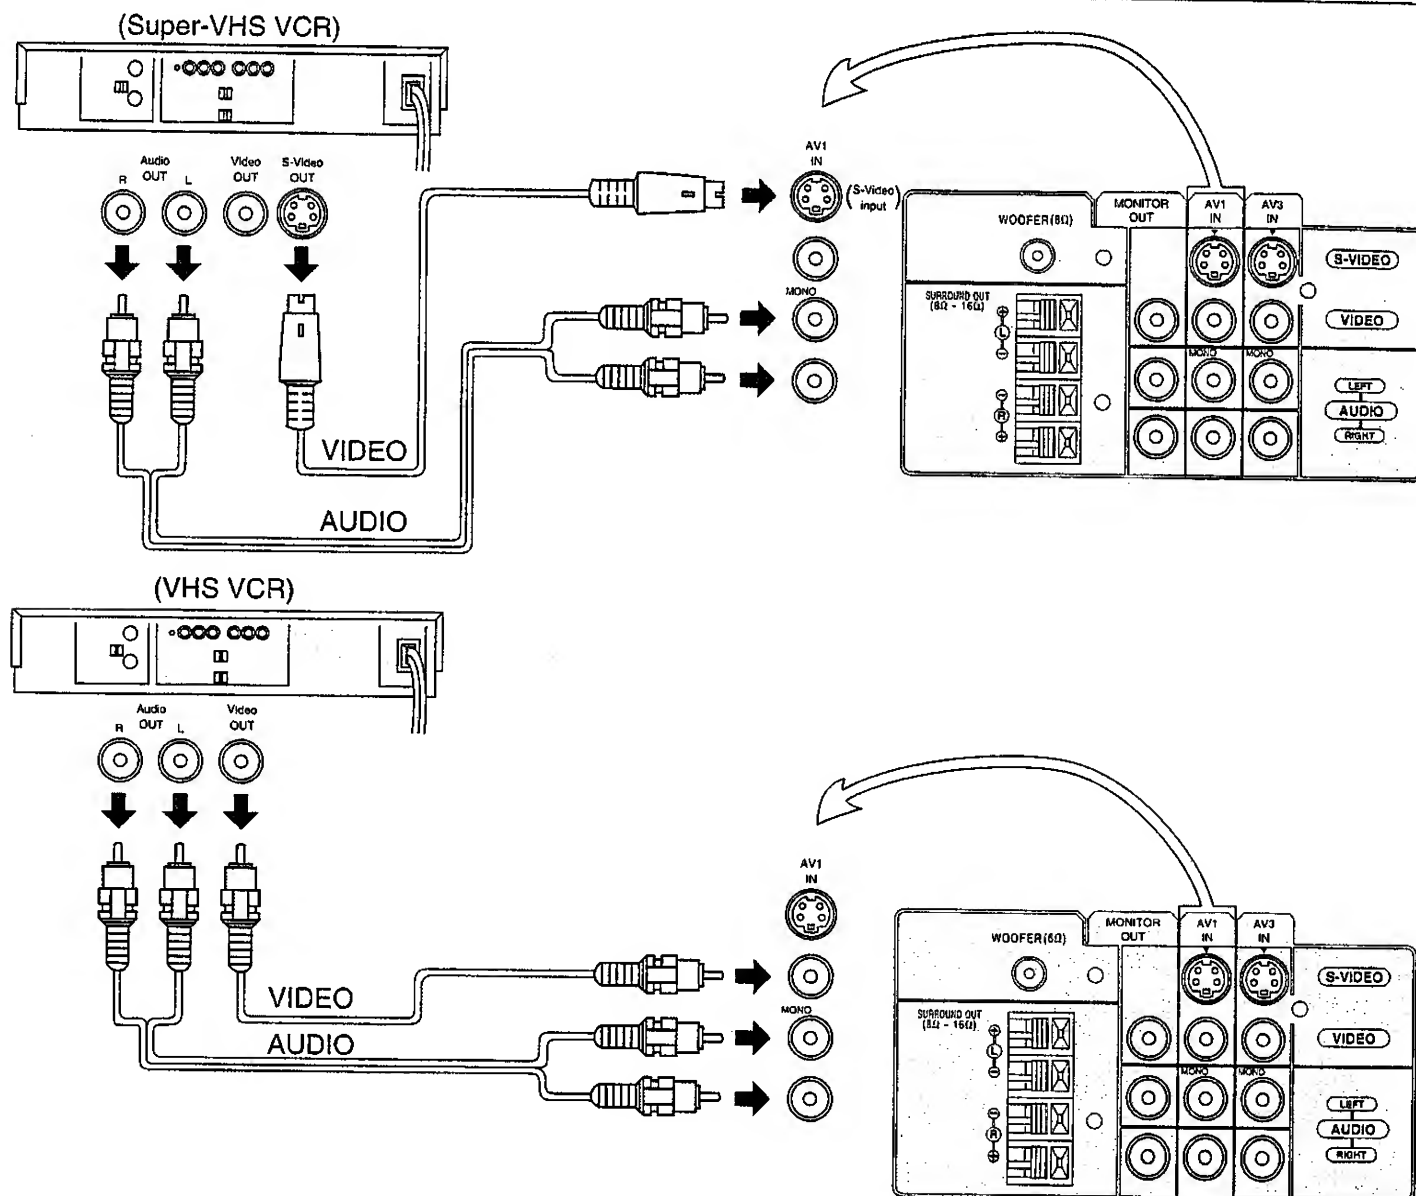 (Super-VHS VCR)
Audio
OUT
R
L
Video
OUT
S-Video
OUT
AV1
IN
(S-Video input)
MONO
VIDEO
AUDIO
WOOFER(8Ω)
MONITOR
OUT
AV1
IN
AV3
IN
S-VIDEO
SURROUND OUT
(8Ω - 16Ω)
⊕
L
⊖
⊖
R
⊕
VIDEO
MONO
MONO
LEFT
AUDIO
RIGHT
(VHS VCR)
Audio
OUT
R
L
Video
OUT
AV1
IN
MONO
VIDEO
AUDIO
MONITOR
OUT
AV1
IN
AV3
IN
S-VIDEO
SURROUND OUT
(8Ω - 16Ω)
⊕
L
⊖
⊖
R
⊕
VIDEO
MONO
MONO
LEFT
AUDIO
RIGHT